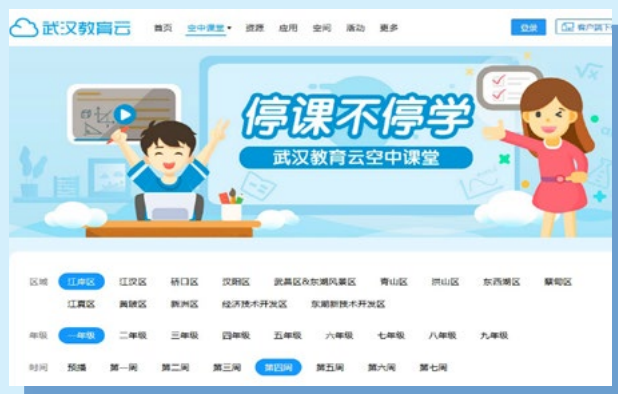 武汉教育云 首页 空中课堂 资源 应用 空间 活动 更多 登录
停课不停学
武汉教育云空中课堂
区域 江岸区 江汉区 硚口区 汉阳区 武昌区&东湖风景区 青山区 洪山区 东西湖区 蔡甸区
江夏区 黄陂区 新洲区 经济技术开发区 东湖新技术开发区
年级 一年级 二年级 三年级 四年级 五年级 六年级 七年级 八年级 九年级
时间 预播 第一周 第二周 第三周 第四周 第五周 第六周 第七周